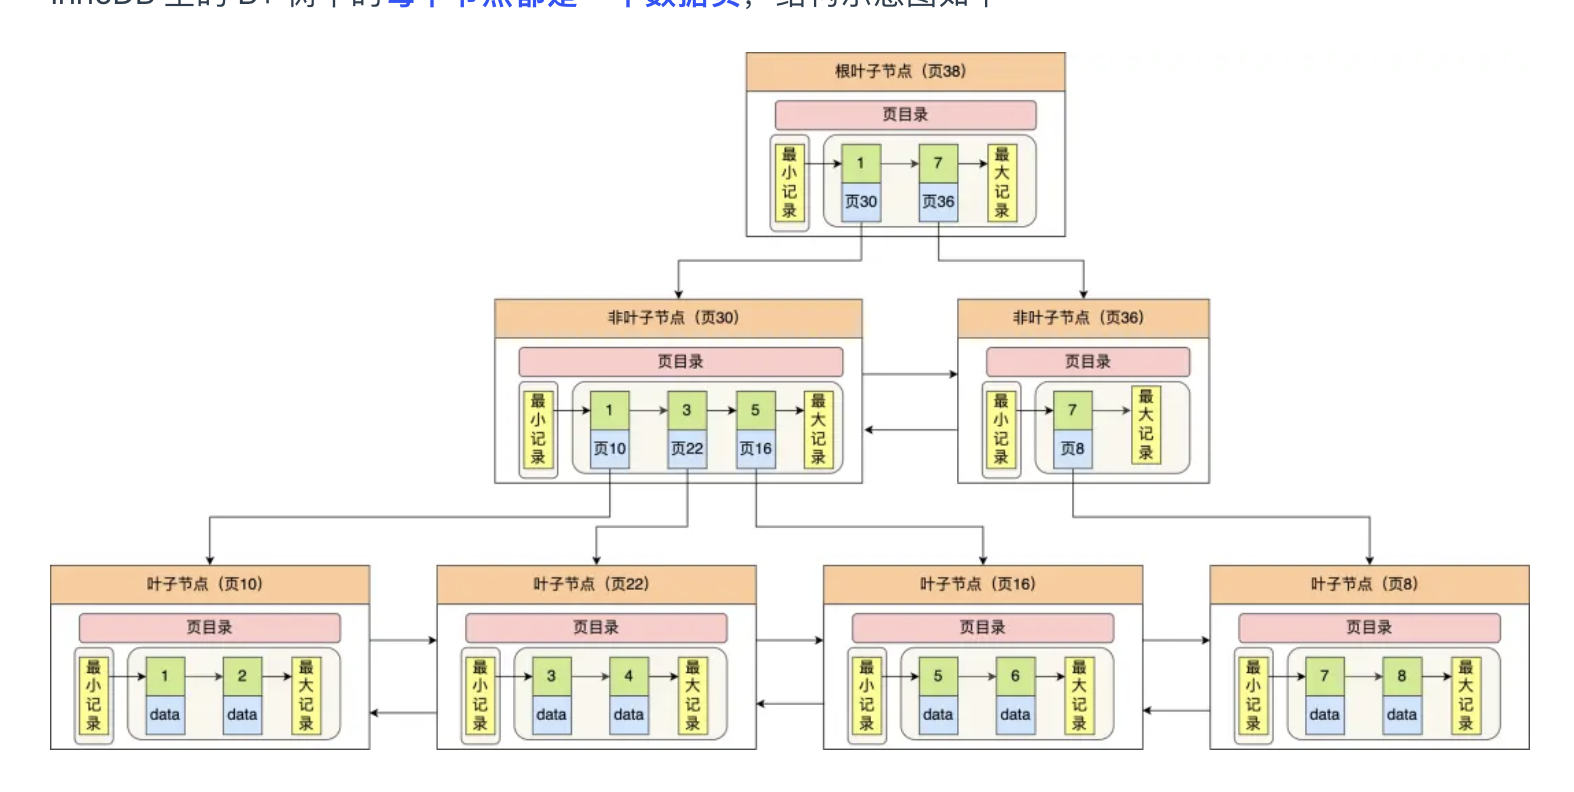 根叶子节点（页38）
页目录
最小记录 1 7 最大记录
页30 页36
非叶子节点（页30） 非叶子节点（页36）
页目录 页目录
最小记录 1 3 5 最大记录 最小记录 7 最大记录
页10 页22 页16 页8
叶子节点（页10） 叶子节点（页22） 叶子节点（页16） 叶子节点（页8）
页目录 页目录 页目录 页目录
最小记录 1 2 最大记录 最小记录 3 4 最大记录 最小记录 5 6 最大记录 最小记录 7 8 最大记录
data data data data data data data data